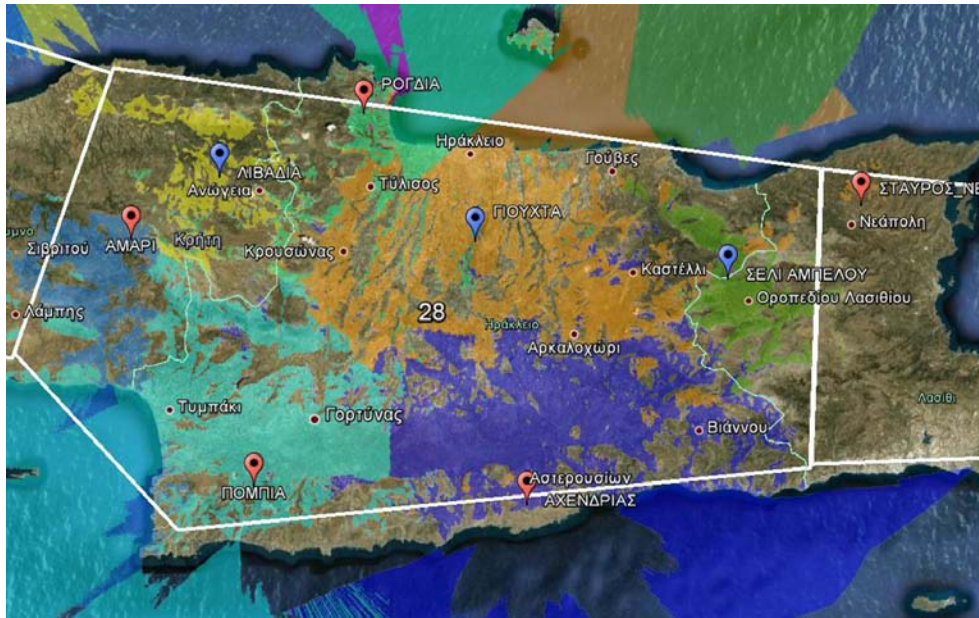 ΡΟΓΔΙΑ
Ηράκλειο
Γούβες
ΛΙΒΑΔΙΑ
Ανώγεια
Τύλισος
ΣΤΑΥΡΟΣ_ΝΕ
Νεάπολη
ΓΙΟΥΧΤΑ
ΑΜΑΡΙ
Κρήτη
Σιβριτού
Κρουσώνας
Καστέλλι
ΣΕΛΙ ΑΜΠΕΛΟΥ
Οροπεδίου Λασιθίου
Λάμπης
28
Ηράκλειο
Αρκαλοχώρι
Λασίθι
Τυμπάκι
Γορτύνας
Βιάννου
ΠΟΜΠΙΑ
Αστερουσίων
ΑΧΕΝΔΡΙΑΣ